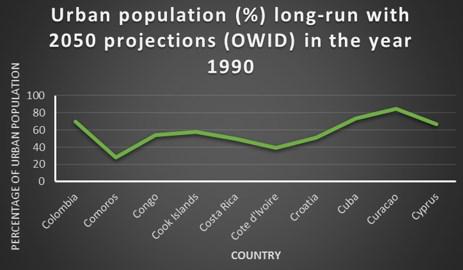 Urban population (%) long-run with
2050 projections (OWID) in the year
1990
PERCENTAGE OF URBAN POPULATION
100
80
60
40
20
0
Colombia
Comoros
Congo
Cook Islands
Costa Rica
Cote d'Ivoire
Croatia
Cuba
Curacao
Cyprus
COUNTRY